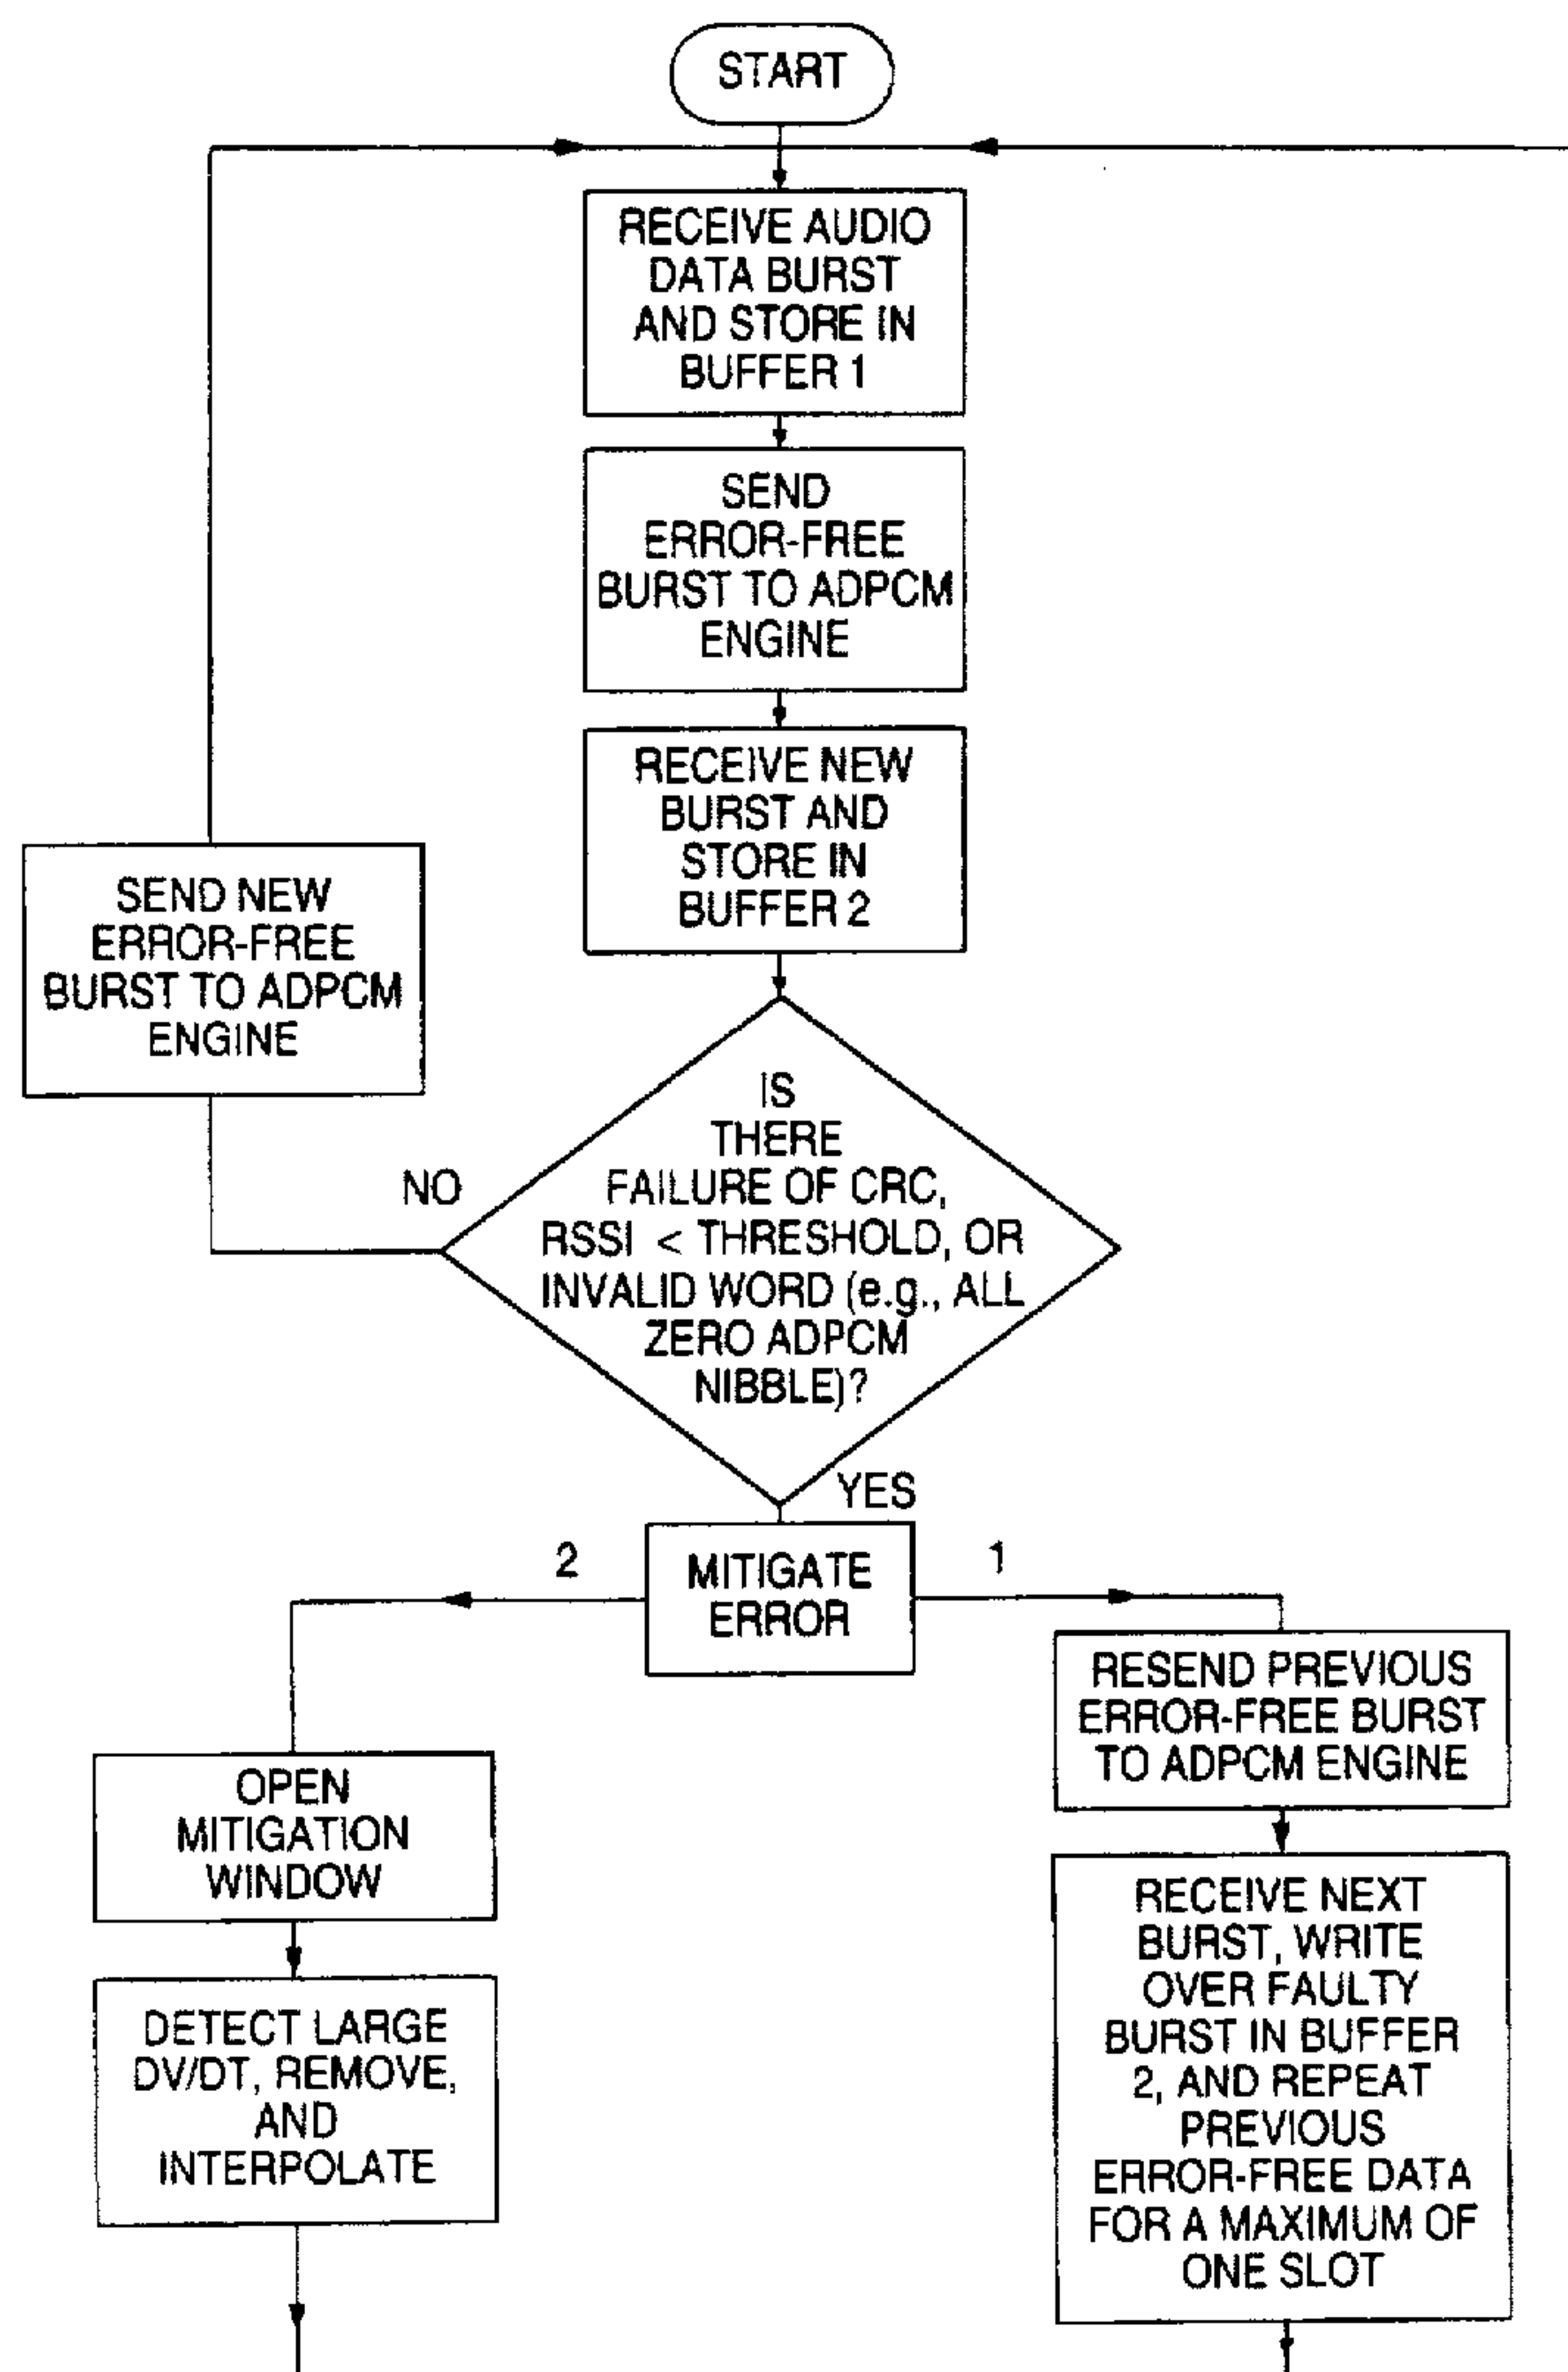 START
RECEIVE AUDIO
DATA BURST
AND STORE IN
BUFFER 1
SEND
ERROR-FREE
BURST TO ADPCM
ENGINE
RECEIVE NEW
BURST AND
STORE IN
BUFFER 2
SEND NEW
ERROR-FREE
BURST TO ADPCM
ENGINE
IS
THERE
FAILURE OF CRC,
RSSI < THRESHOLD, OR
INVALID WORD (e.g., ALL
ZERO ADPCM
NIBBLE)?
NO
YES
MITIGATE
ERROR
2
1
RESEND PREVIOUS
ERROR-FREE BURST
TO ADPCM ENGINE
OPEN
MITIGATION
WINDOW
RECEIVE NEXT
BURST, WRITE
OVER FAULTY
BURST IN BUFFER
2, AND REPEAT
PREVIOUS
ERROR-FREE DATA
FOR A MAXIMUM OF
ONE SLOT
DETECT LARGE
DV/DT, REMOVE,
AND
INTERPOLATE